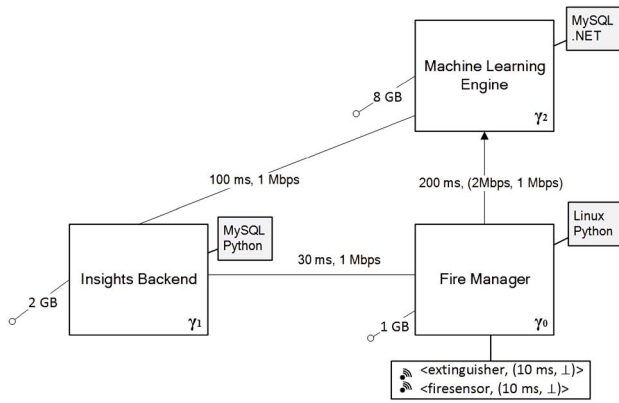 MySQL
.NET
Machine Learning
Engine
γ₂
8 GB
100 ms, 1 Mbps
200 ms, (2Mbps, 1 Mbps)
MySQL
Python
Linux
Python
Insights Backend
γ₁
30 ms, 1 Mbps
Fire Manager
γ₀
2 GB
1 GB
<extinguisher, (10 ms, ⊥)>
<firesensor, (10 ms, ⊥)>